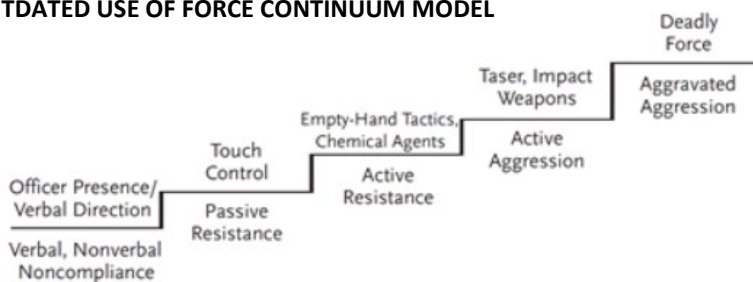 TDATED USE OF FORCE CONTINUUM MODEL
Officer Presence/
Verbal Direction
Verbal, Nonverbal
Noncompliance
Touch
Control
Passive
Resistance
Empty-Hand Tactics,
Chemical Agents
Active
Resistance
Taser, Impact
Weapons
Active
Aggression
Deadly
Force
Aggravated
Aggression